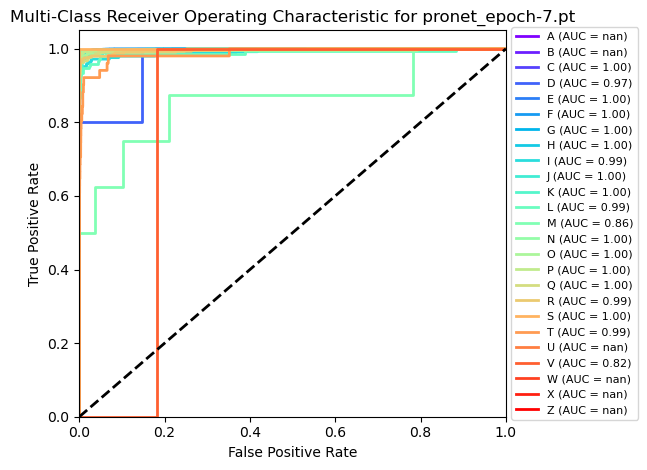 Multi-Class Receiver Operating Characteristic for pronet_epoch-7.pt
1.0
0.8
0.6
0.4
0.2
0.0
True Positive Rate
0.0 0.2 0.4 0.6 0.8 1.0
False Positive Rate
A (AUC = nan)
B (AUC = nan)
C (AUC = 1.00)
D (AUC = 0.97)
E (AUC = 1.00)
F (AUC = 1.00)
G (AUC = 1.00)
H (AUC = 1.00)
I (AUC = 0.99)
J (AUC = 1.00)
K (AUC = 1.00)
L (AUC = 0.99)
M (AUC = 0.86)
N (AUC = 1.00)
O (AUC = 1.00)
P (AUC = 1.00)
Q (AUC = 1.00)
R (AUC = 0.99)
S (AUC = 1.00)
T (AUC = 0.99)
U (AUC = nan)
V (AUC = 0.82)
W (AUC = nan)
X (AUC = nan)
Z (AUC = nan)